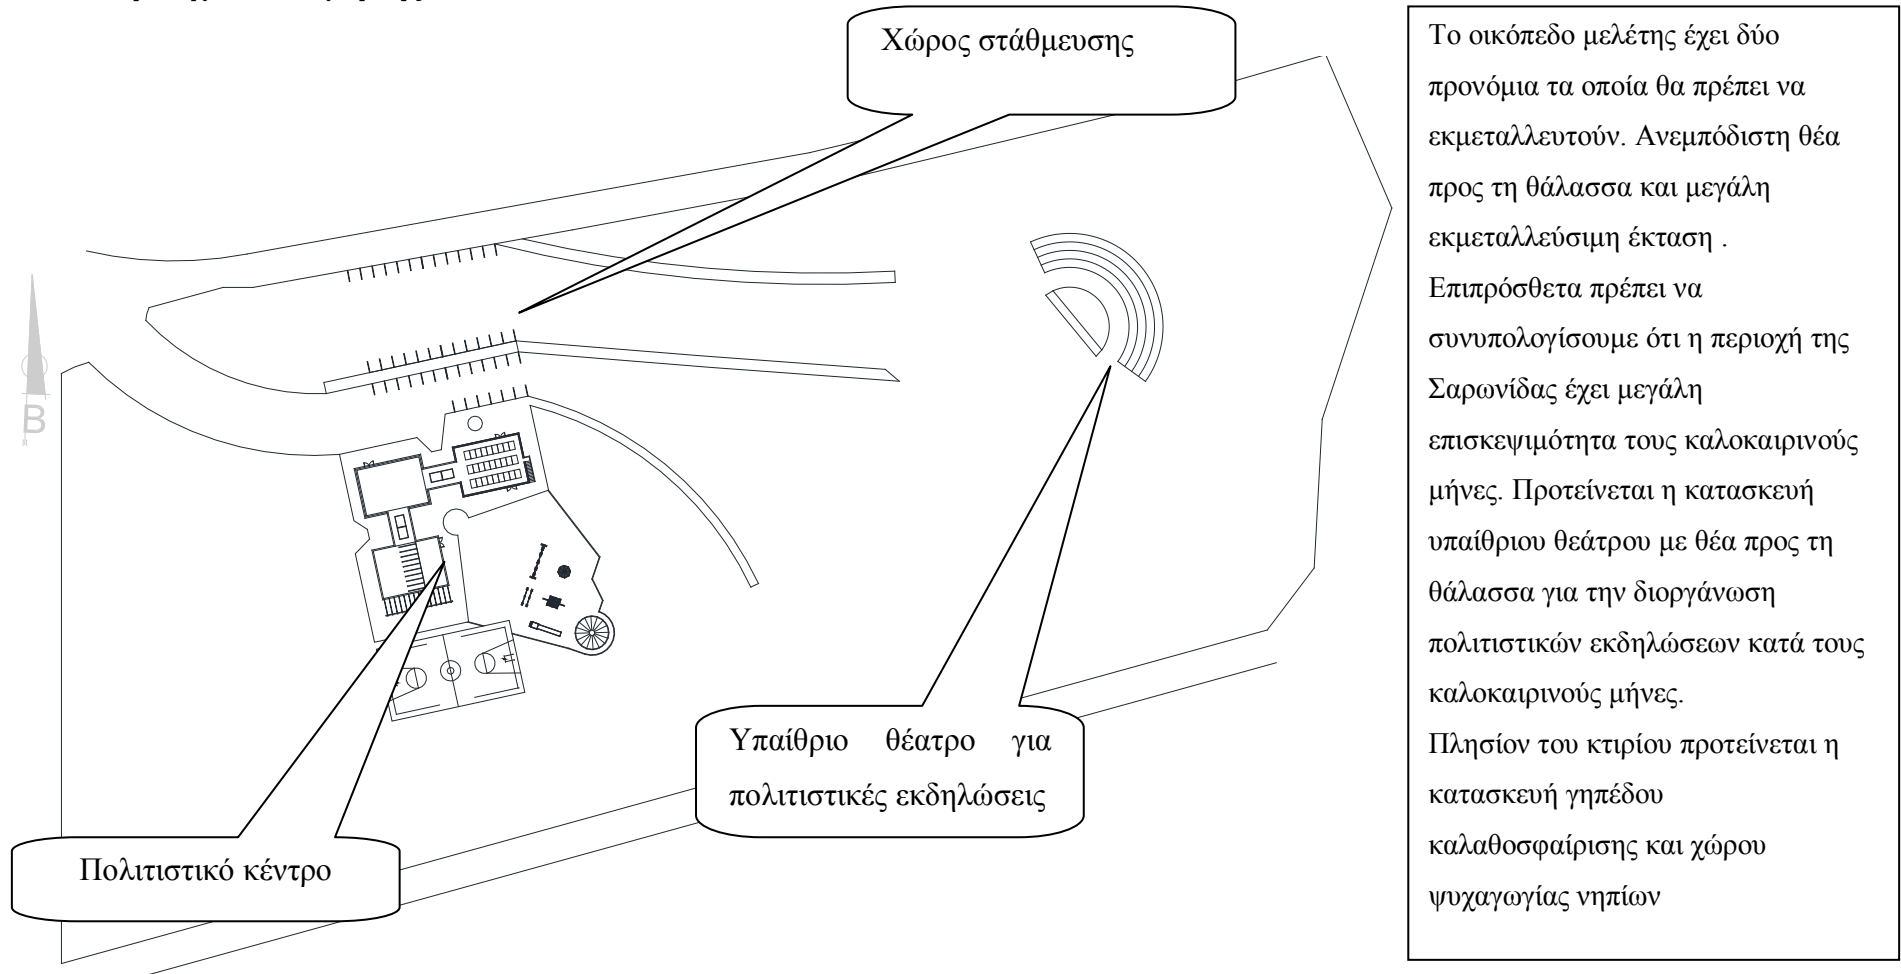 Χώρος στάθμευσης
Το οικόπεδο μελέτης έχει δύο
προνόμια τα οποία θα πρέπει να
εκμεταλλευτούν. Ανεμπόδιστη θέα
προς τη θάλασσα και μεγάλη
εκμεταλλεύσιμη έκταση .
Επιπρόσθετα πρέπει να
συνυπολογίσουμε ότι η περιοχή της
Σαρωνίδας έχει μεγάλη
επισκεψιμότητα τους καλοκαιρινούς
μήνες. Προτείνεται η κατασκευή
υπαίθριου θεάτρου με θέα προς τη
θάλασσα για την διοργάνωση
πολιτιστικών εκδηλώσεων κατά τους
καλοκαιρινούς μήνες.
Πλησίον του κτιρίου προτείνεται η
κατασκευή γηπέδου
καλαθοσφαίρισης και χώρου
ψυχαγωγίας νηπίων
Β
Υπαίθριο θέατρο για
πολιτιστικές εκδηλώσεις
Πολιτιστικό κέντρο